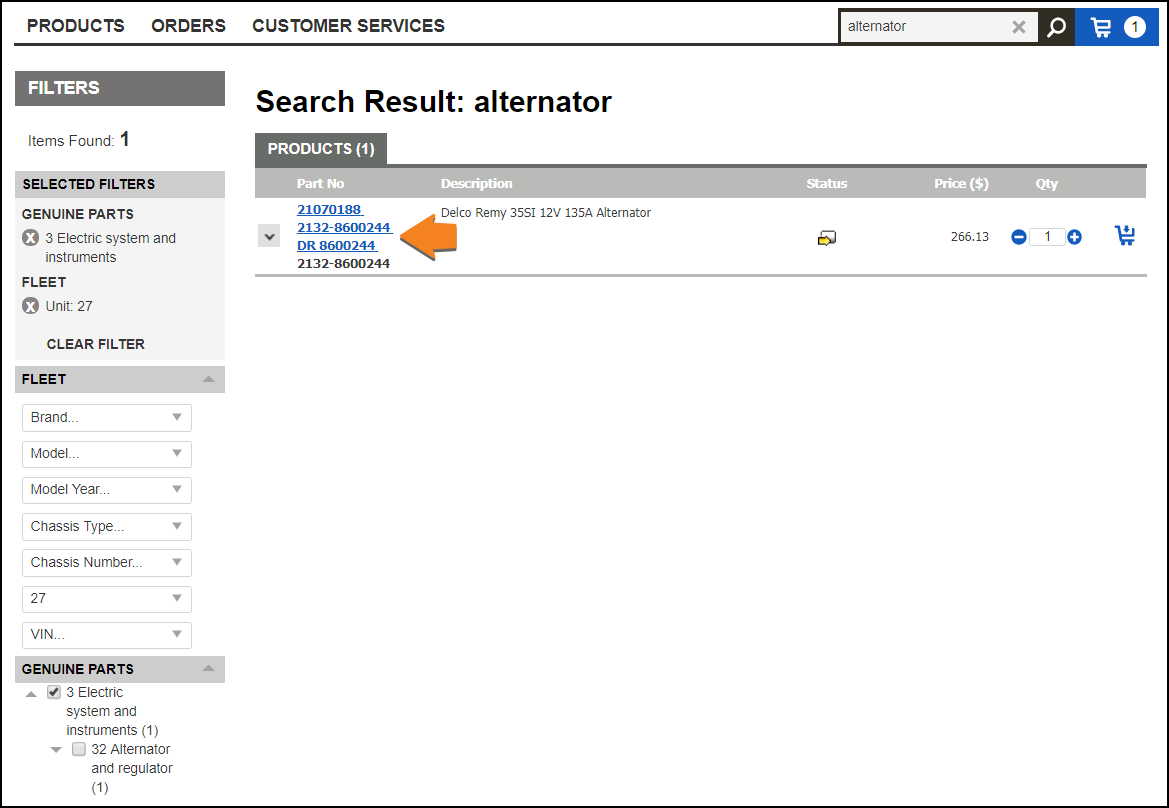 PRODUCTS ORDERS CUSTOMER SERVICES
alternator
1
FILTERS
Items Found: 1
SELECTED FILTERS
GENUINE PARTS
X 3 Electric system and
instruments
FLEET
X Unit: 27
CLEAR FILTER
FLEET
Brand...
Model...
Model Year...
Chassis Type...
Chassis Number...
27
VIN...
GENUINE PARTS
3 Electric
system and
instruments (1)
32 Alternator
and regulator
(1)
Search Result: alternator
PRODUCTS (1)
Part No Description Status Price ($) Qty
21070188 Delco Remy 35SI 12V 135A Alternator
2132-8600244
266.13 1
DR 8600244
2132-8600244